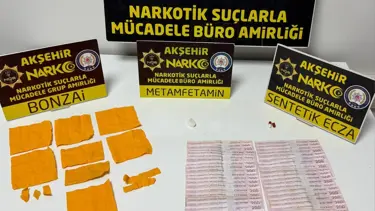 NARKOTİK SUÇLARLA
MÜCADELE BÜRO AMİRLİĞİ
AKŞEHİR
NARKO
NARKOTİK SUÇLARLA
MÜCADELE GRUP AMİRLİĞİ
BONZAİ
AKŞEHİR
NARKO
NARKOTİK SUÇLARLA
MÜCADELE BÜRO AMİRLİĞİ
METAMFETAMİN
AKŞEHİR
NARKO
NARKOTİK SUÇLARLA
MÜCADELE BÜRO AMİRLİĞİ
SENTETİK ECZA